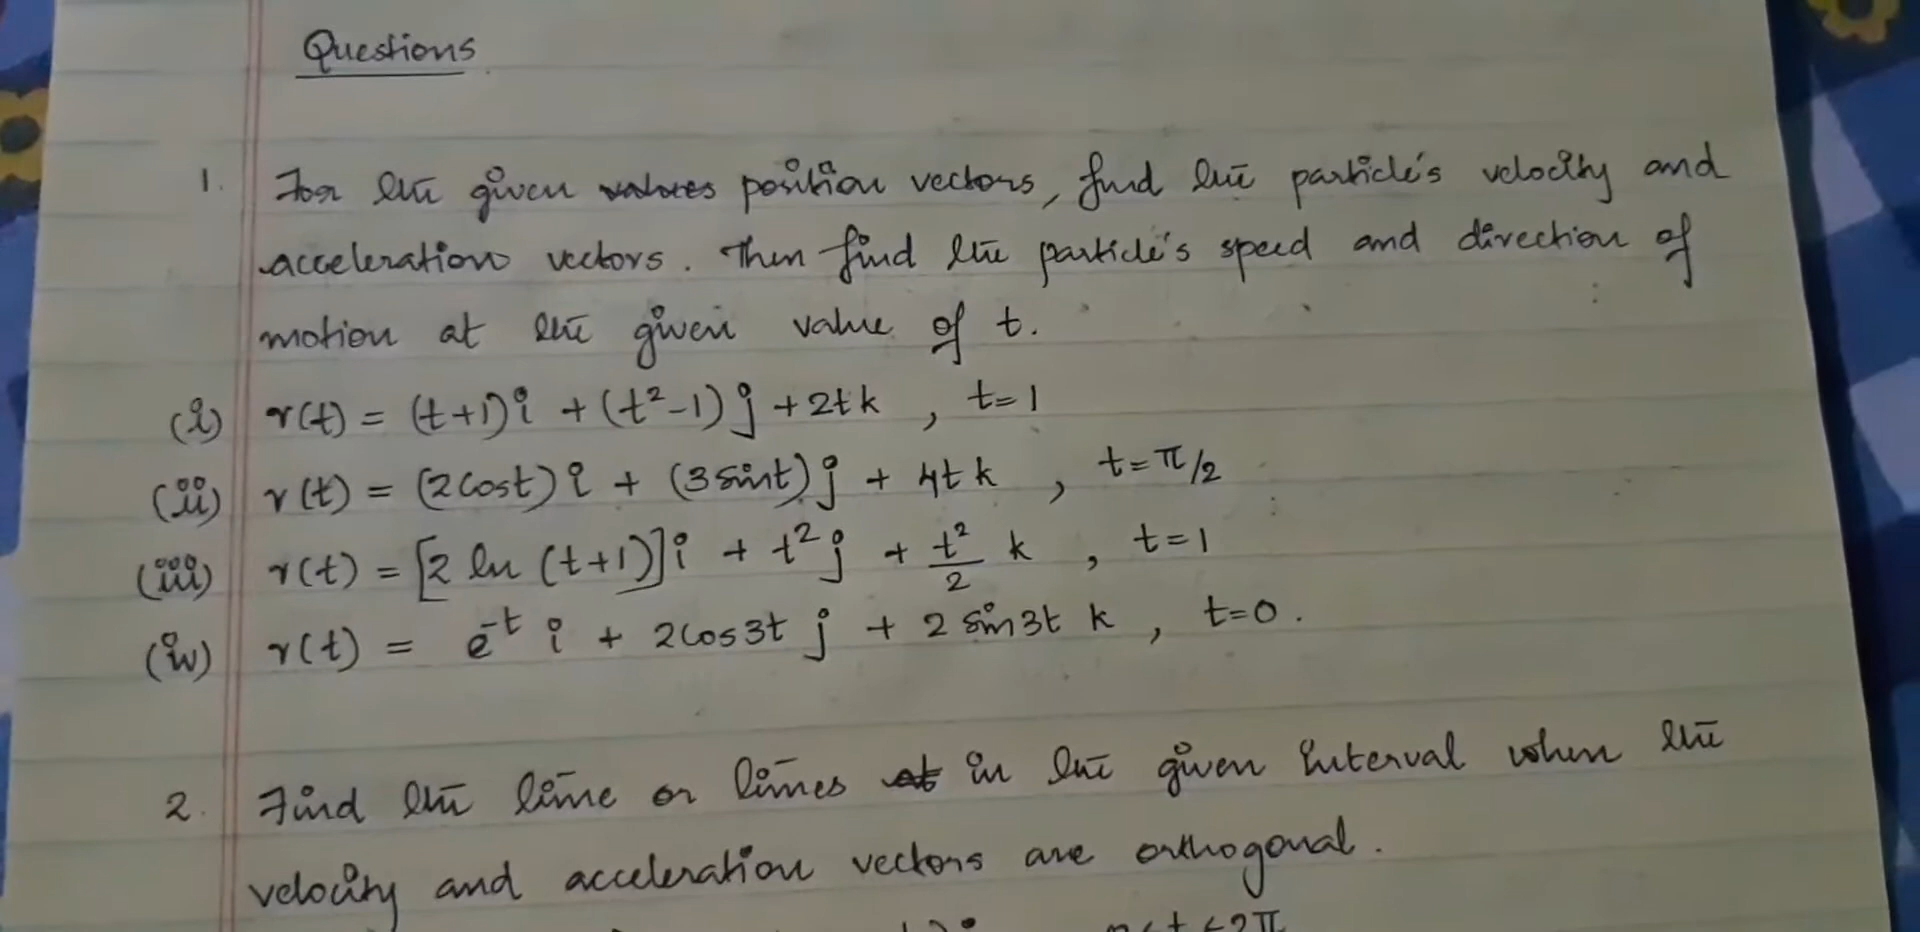 Questions
1. For the given values position vectors, find the particle's velocity and
acceleration vectors. Then find the particle's speed and direction of
motion at the given value of t.
(i) r(t) = (t+1)i + (t²-1)j + 2tk , t=1
(ii) r(t) = (2cost)i + (3sint)j + 4tk , t=π/2
(iii) r(t) = [2 ln (t+1)]i + t²j + t²/2 k , t=1
(iv) r(t) = e^-t i + 2cos3t j + 2 sin3t k , t=0.
2. Find the time or times at in the given interval when the
velocity and acceleration vectors are orthogonal.